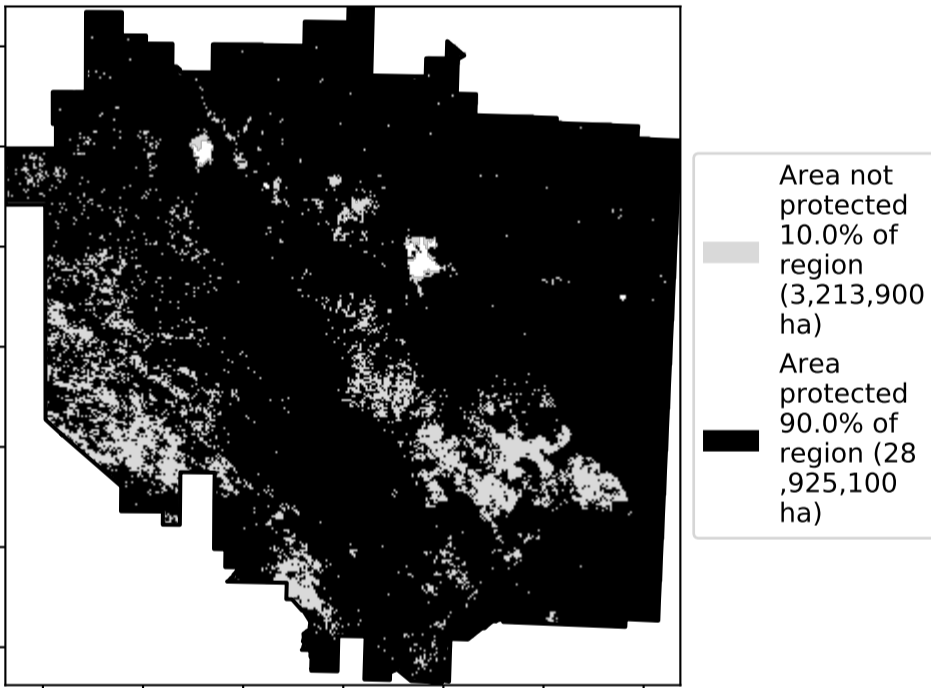 Area not
protected
10.0% of
region
(3,213,900
ha)
Area
protected
90.0% of
region (28
,925,100
ha)